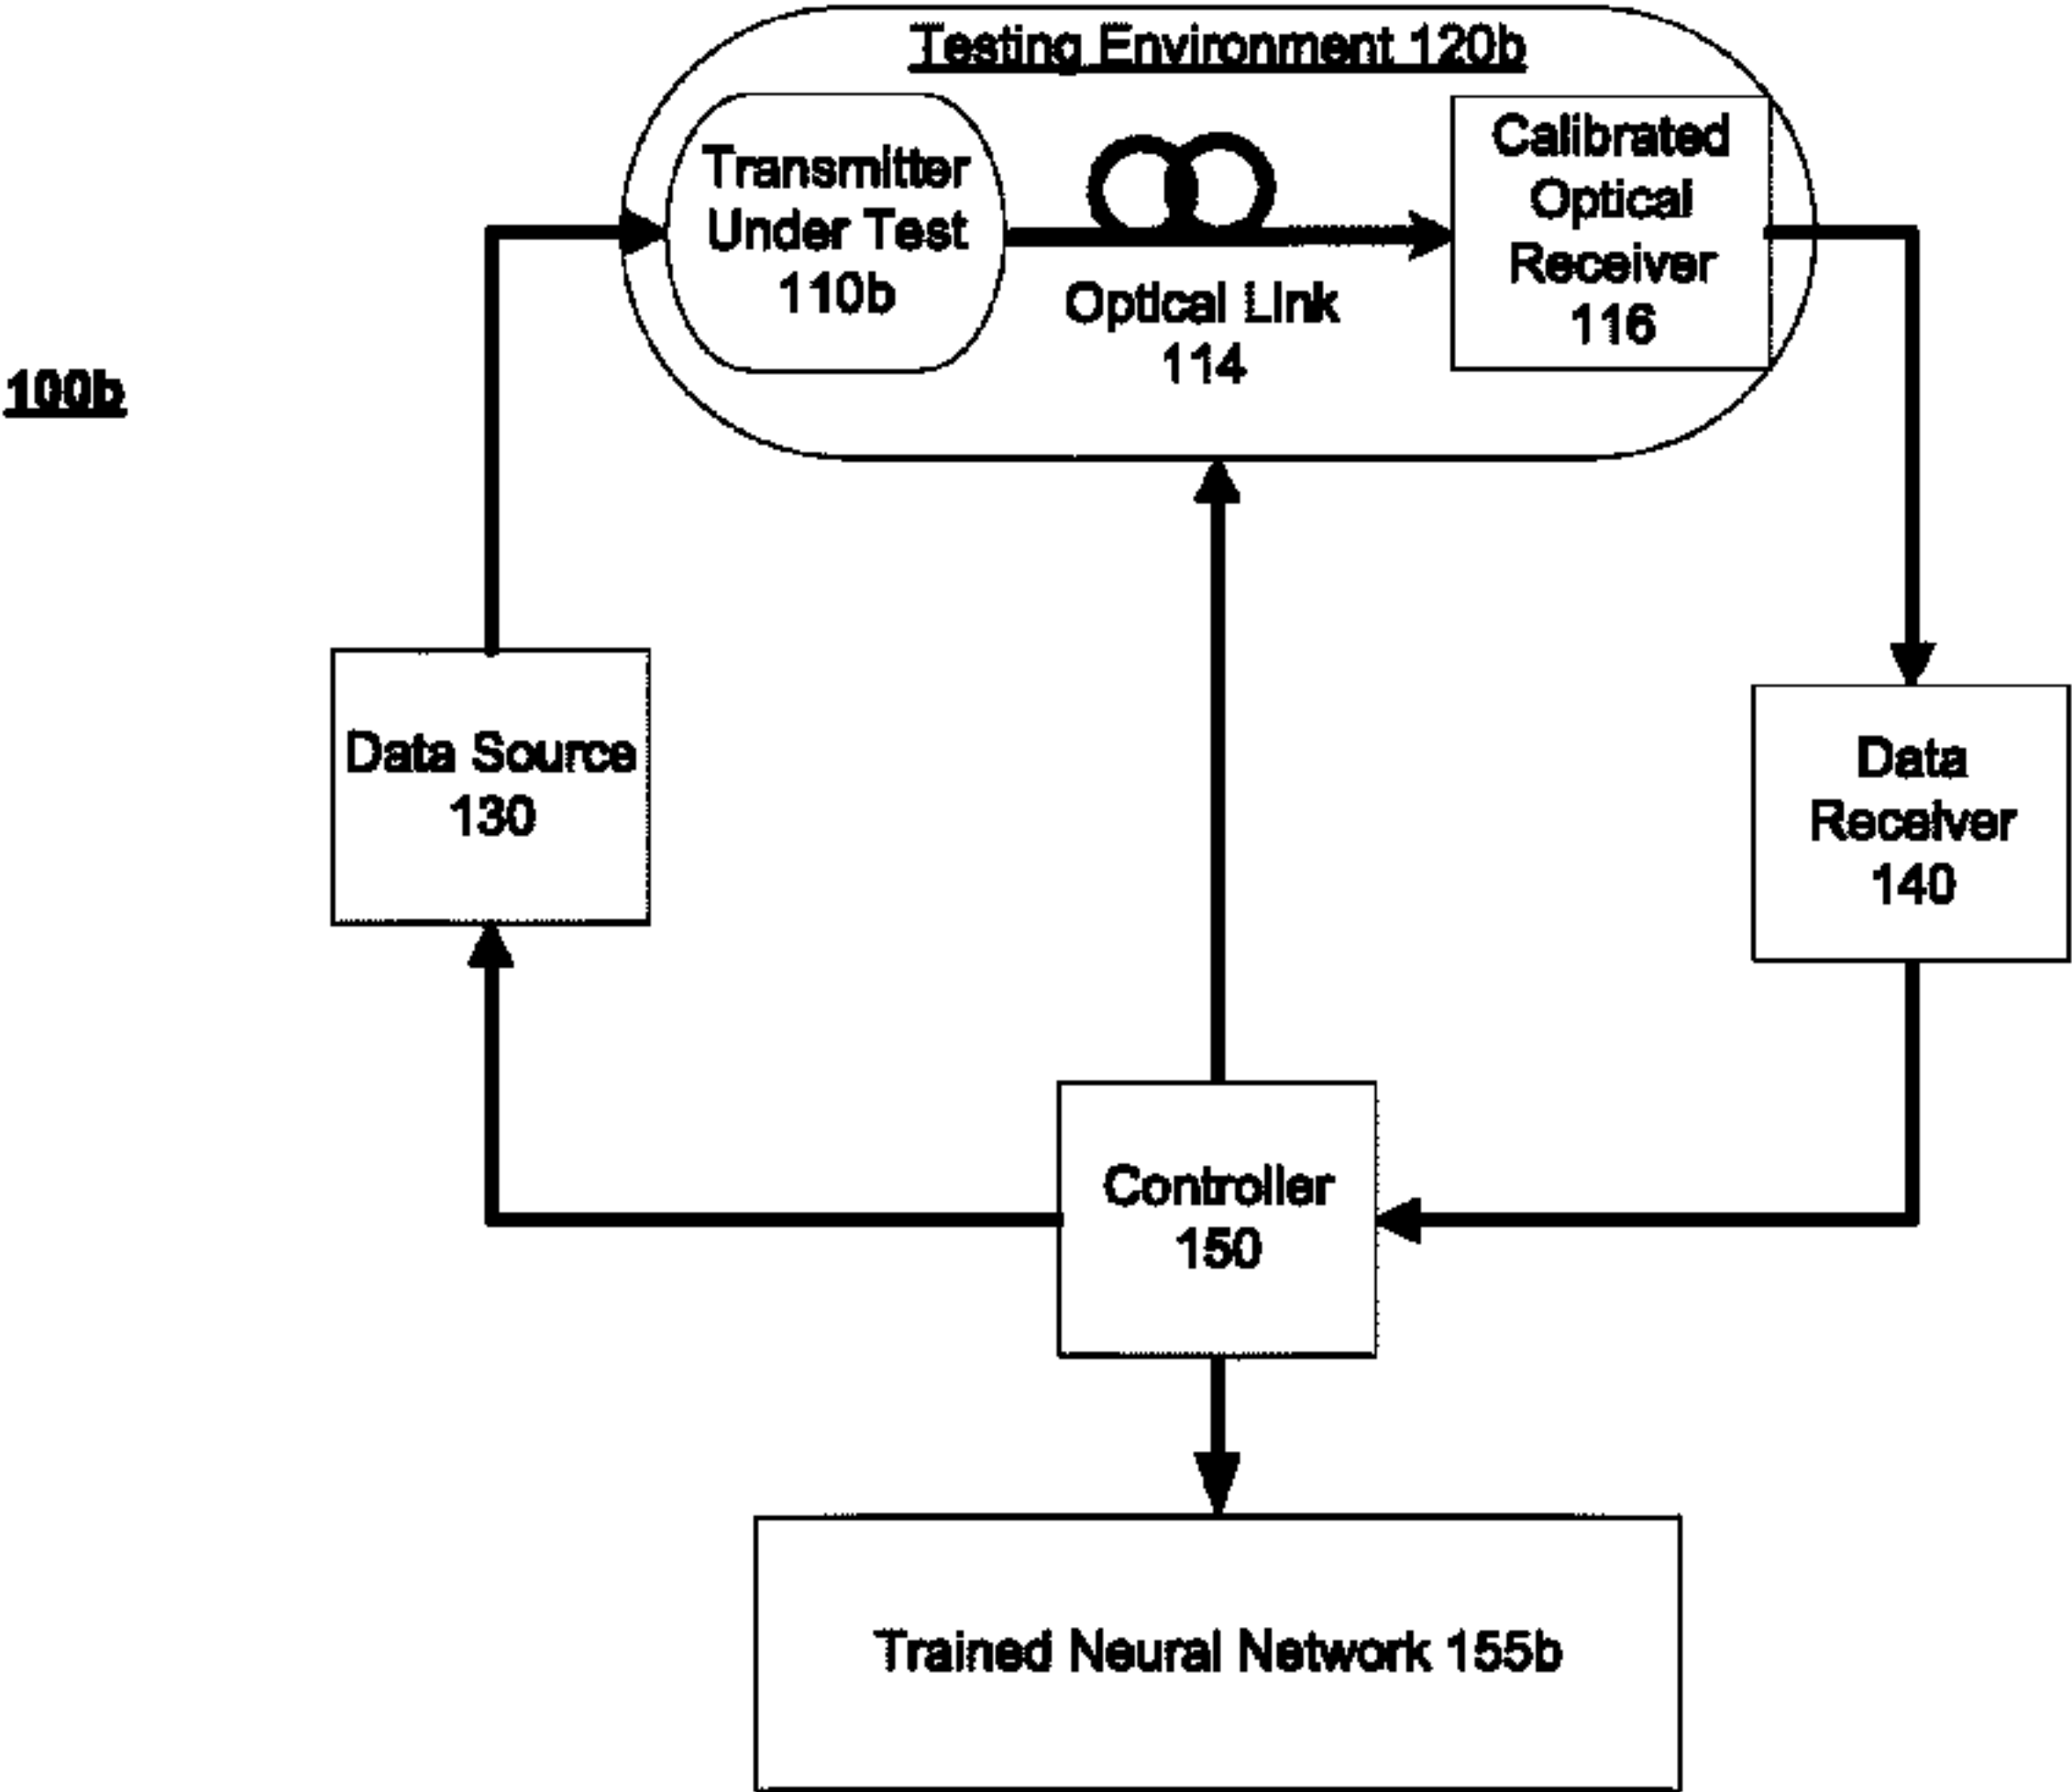 Testing Environment 120b
Transmitter
Under Test
110b
Optical Link
114
Calibrated
Optical
Receiver
116
100b
Data Source
130
Data
Receiver
140
Controller
150
Trained Neural Network 155b